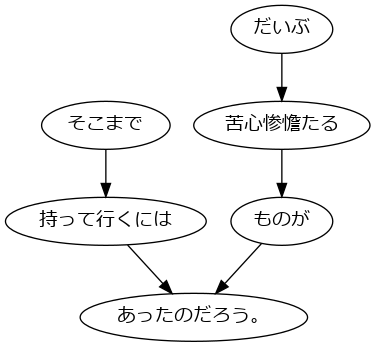 だいぶ
そこまで
苦心惨憺たる
持って行くには
ものが
あったのだろう。